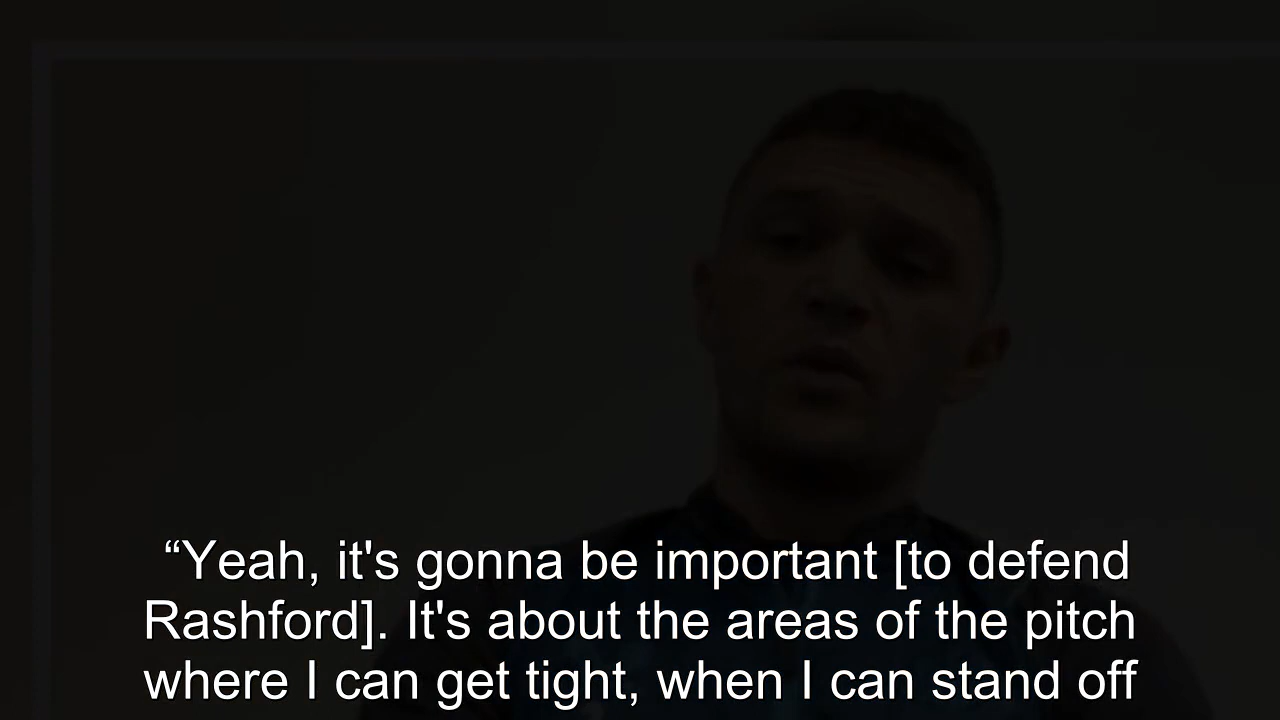 “Yeah, it's gonna be important [to defend
Rashford]. It's about the areas of the pitch
where I can get tight, when I can stand off